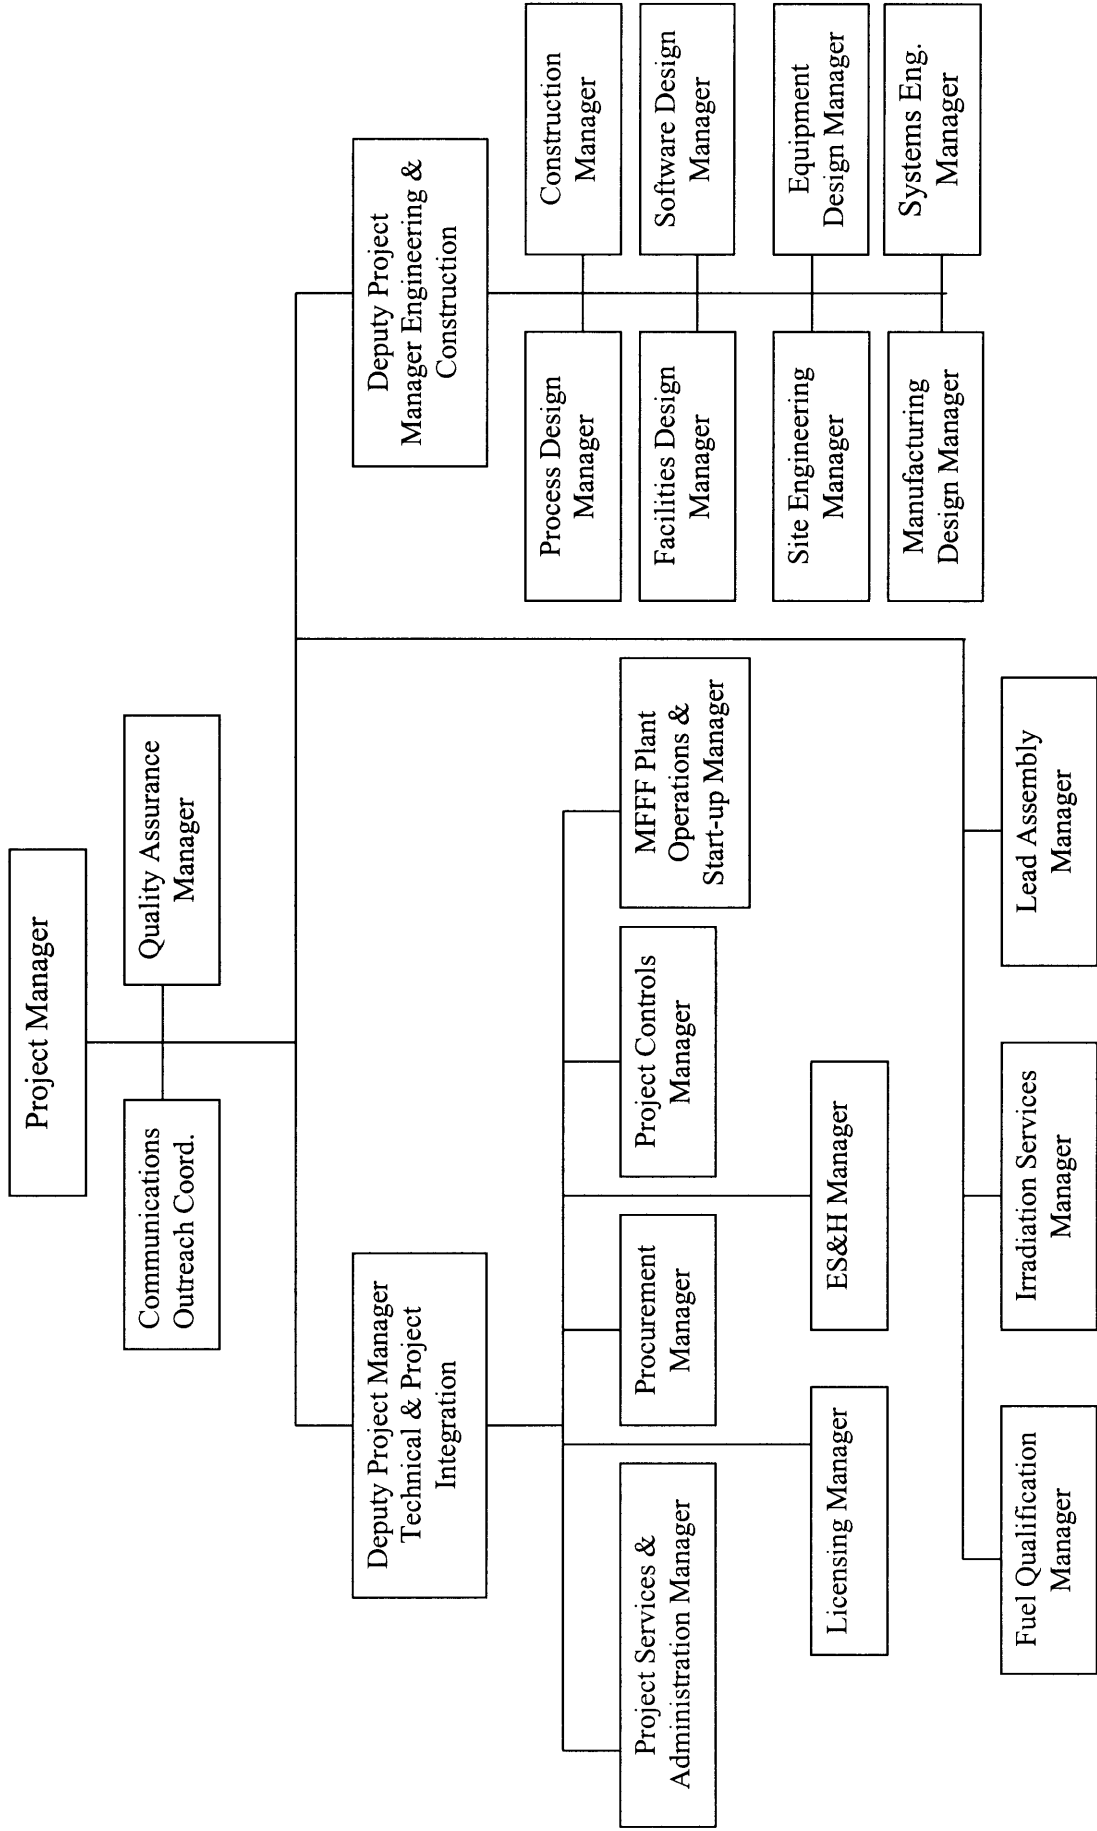 Project Manager
Communications
Outreach Coord.
Quality Assurance
Manager
Deputy Project Manager
Technical & Project
Integration
Deputy Project
Manager Engineering &
Construction
Project Services &
Administration Manager
Procurement
Manager
Project Controls
Manager
MFFF Plant
Operations &
Start-up Manager
Licensing Manager
ES&H Manager
Process Design
Manager
Construction
Manager
Facilities Design
Manager
Software Design
Manager
Site Engineering
Manager
Equipment
Design Manager
Manufacturing
Design Manager
Systems Eng.
Manager
Fuel Qualification
Manager
Irradiation Services
Manager
Lead Assembly
Manager